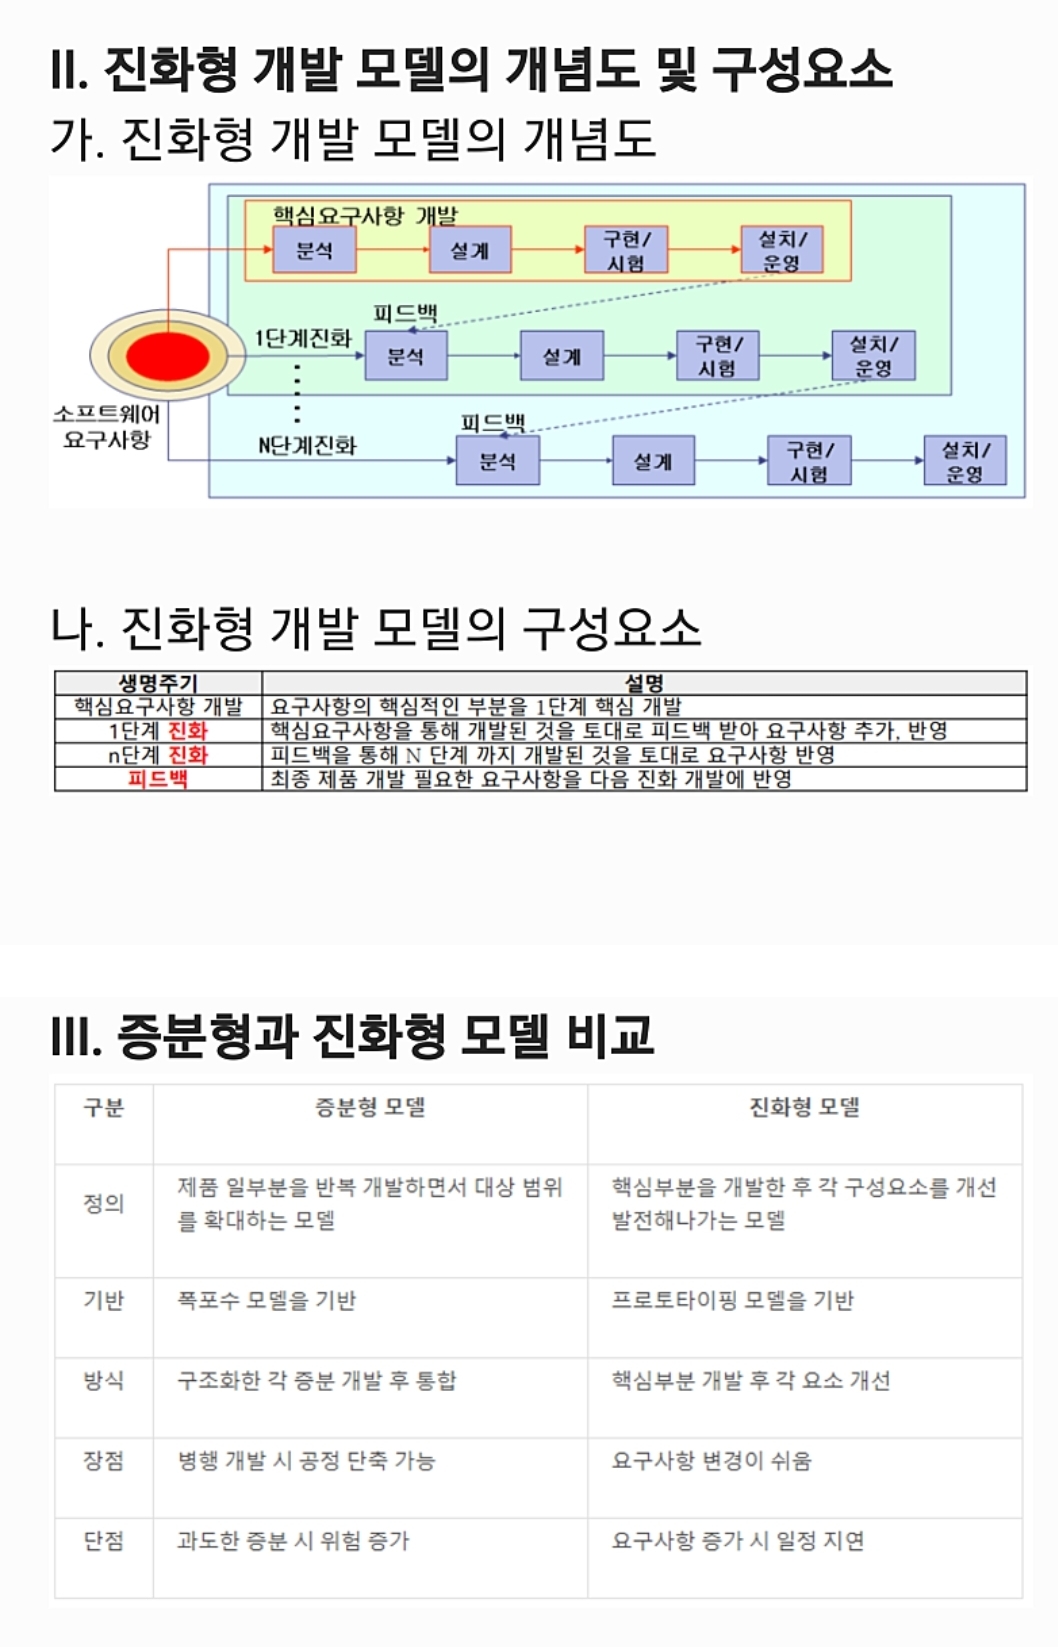 II. 진화형 개발 모델의 개념도 및 구성요소
가. 진화형 개발 모델의 개념도
핵심요구사항 개발
분석
설계
구현/
시험
설치/
운영
피드백
1단계진화
분석
설계
구현/
시험
설치/
운영
소프트웨어
요구사항
피드백
N단계진화
분석
설계
구현/
시험
설치/
운영
나. 진화형 개발 모델의 구성요소
생명주기 설명
핵심요구사항 개발 요구사항의 핵심적인 부분을 1단계 핵심 개발
1단계 진화 핵심요구사항을 통해 개발된 것을 토대로 피드백 받아 요구사항 추가, 반영
n단계 진화 피드백을 통해 N 단계 까지 개발된 것을 토대로 요구사항 반영
피드백 최종 제품 개발 필요한 요구사항을 다음 진화 개발에 반영
III. 증분형과 진화형 모델 비교
구분 증분형 모델 진화형 모델
정의
제품 일부분을 반복 개발하면서 대상 범위
를 확대하는 모델
핵심부분을 개발한 후 각 구성요소를 개선
발전해나가는 모델
기반 폭포수 모델을 기반 프로토타이핑 모델을 기반
방식 구조화한 각 증분 개발 후 통합 핵심부분 개발 후 각 요소 개선
장점 병행 개발 시 공정 단축 가능 요구사항 변경이 쉬움
단점 과도한 증분 시 위험 증가 요구사항 증가 시 일정 지연